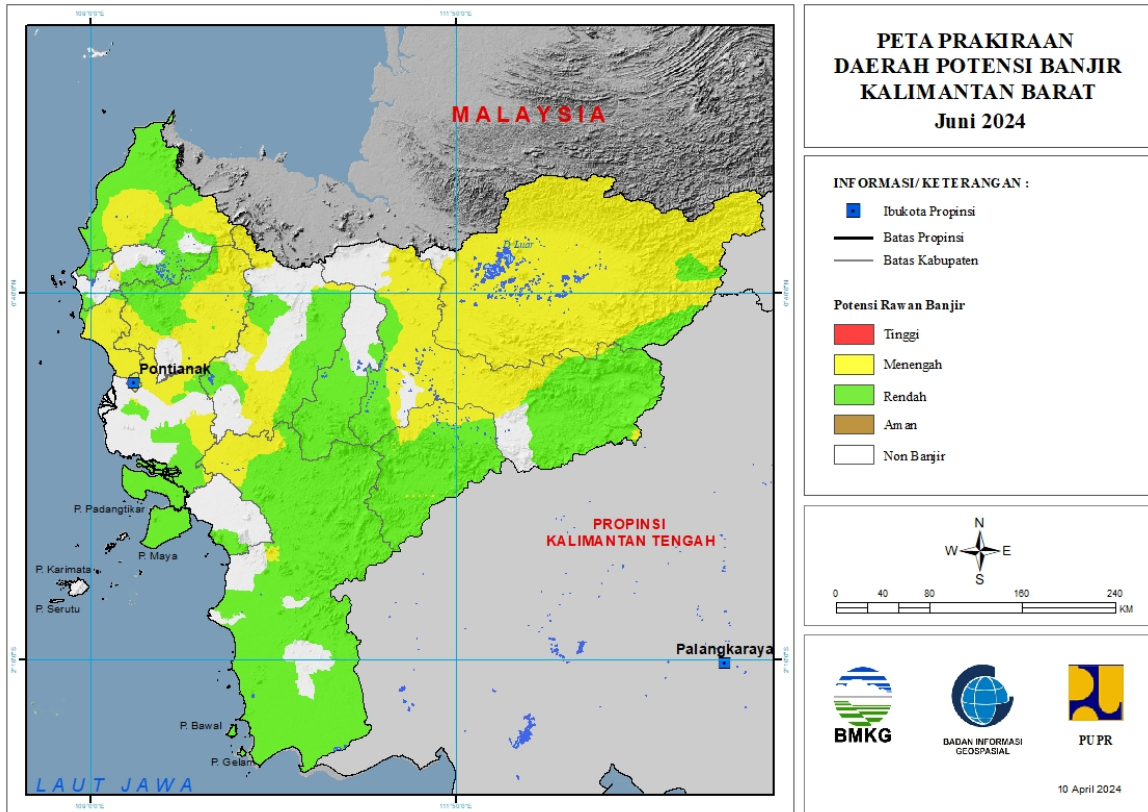 PETA PRAKIRAAN
DAERAH POTENSI BANJIR
KALIMANTAN BARAT
Juni 2024
INFORMASI/KETERANGAN :
Ibukota Propinsi
Batas Propinsi
Batas Kabupaten
Potensi Rawan Banjir
Tinggi
Menengah
Rendah
Aman
Non Banjir
N
W E
S
0 40 80 160 240
KM
BMKG
BADAN INFORMASI
GEOSPASIAL
PUPR
10 April 2024
MALAYSIA
D. Luar
Pontianak
P. Padangtikar
P. Maya
P. Karimata
P. Serutu
PROPINSI
KALIMANTAN TENGAH
Palangkaraya
P. Bawal
P. Gelam
LAUT JAWA